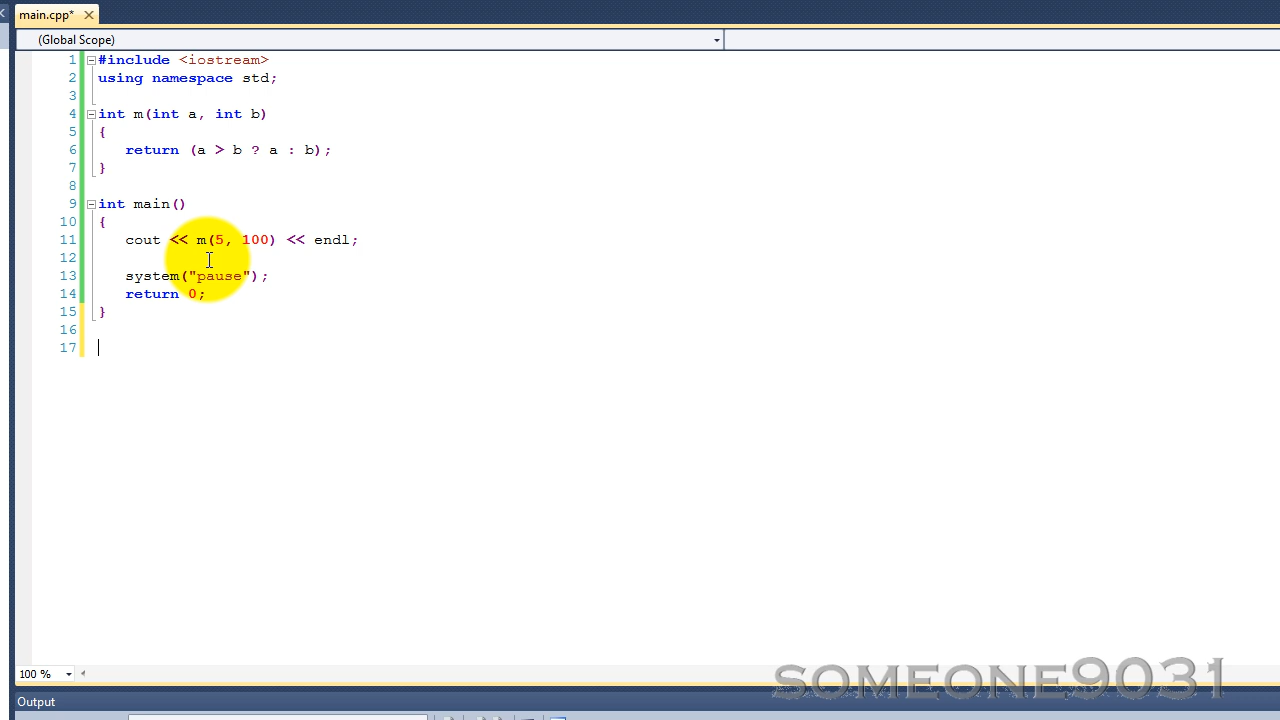 main.cpp*
(Global Scope)
1 #include <iostream>
2 using namespace std;
3
4 int m(int a, int b)
5 {
6 return (a > b ? a : b);
7 }
8
9 int main()
10 {
11 cout << m(5, 100) << endl;
12
13 system("pause");
14 return 0;
15 }
16
17
100 %
SOMEONE9031
Output